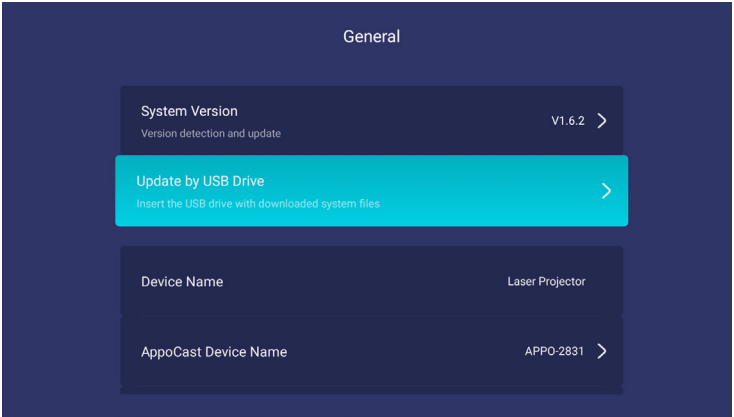 General
System Version
V1.6.2
Version detection and update
Update by USB Drive
Insert the USB drive with downloaded system files
Device Name
Laser Projector
AppoCast Device Name
APPO-2831